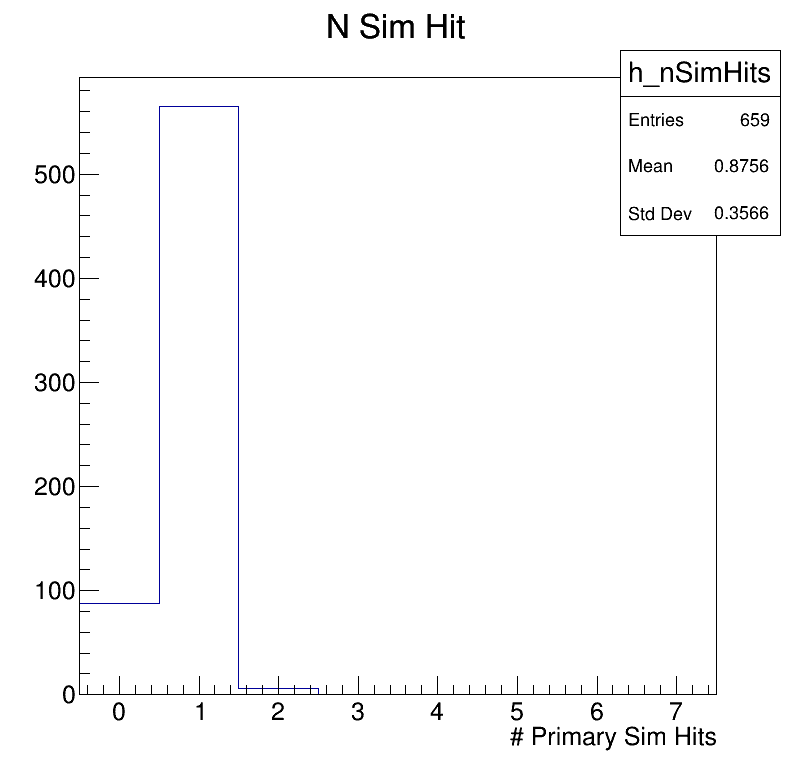 N Sim Hit
h_nSimHits
Entries 659
Mean 0.8756
Std Dev 0.3566
500
400
300
200
100
0
0 1 2 3 4 5 6 7
# Primary Sim Hits